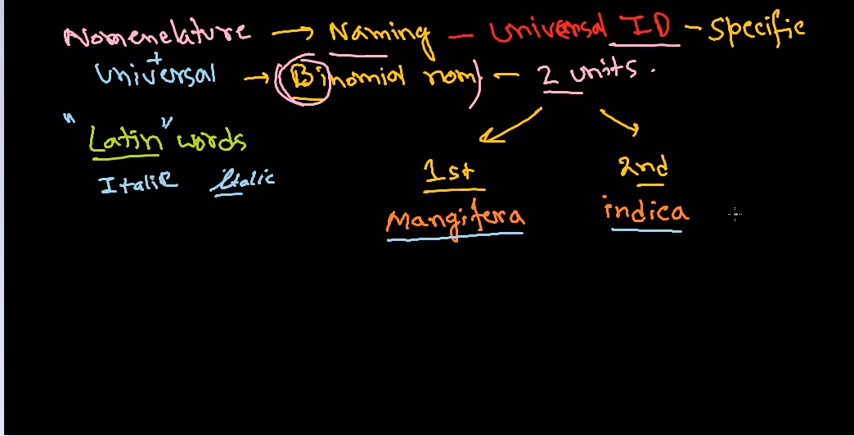 Nomenclature → Naming – Universal ID – Specific
Universal → (Binomial nom) – 2 units.
"Latin" words
Italic Italic
1st 2nd
Mangifera indica